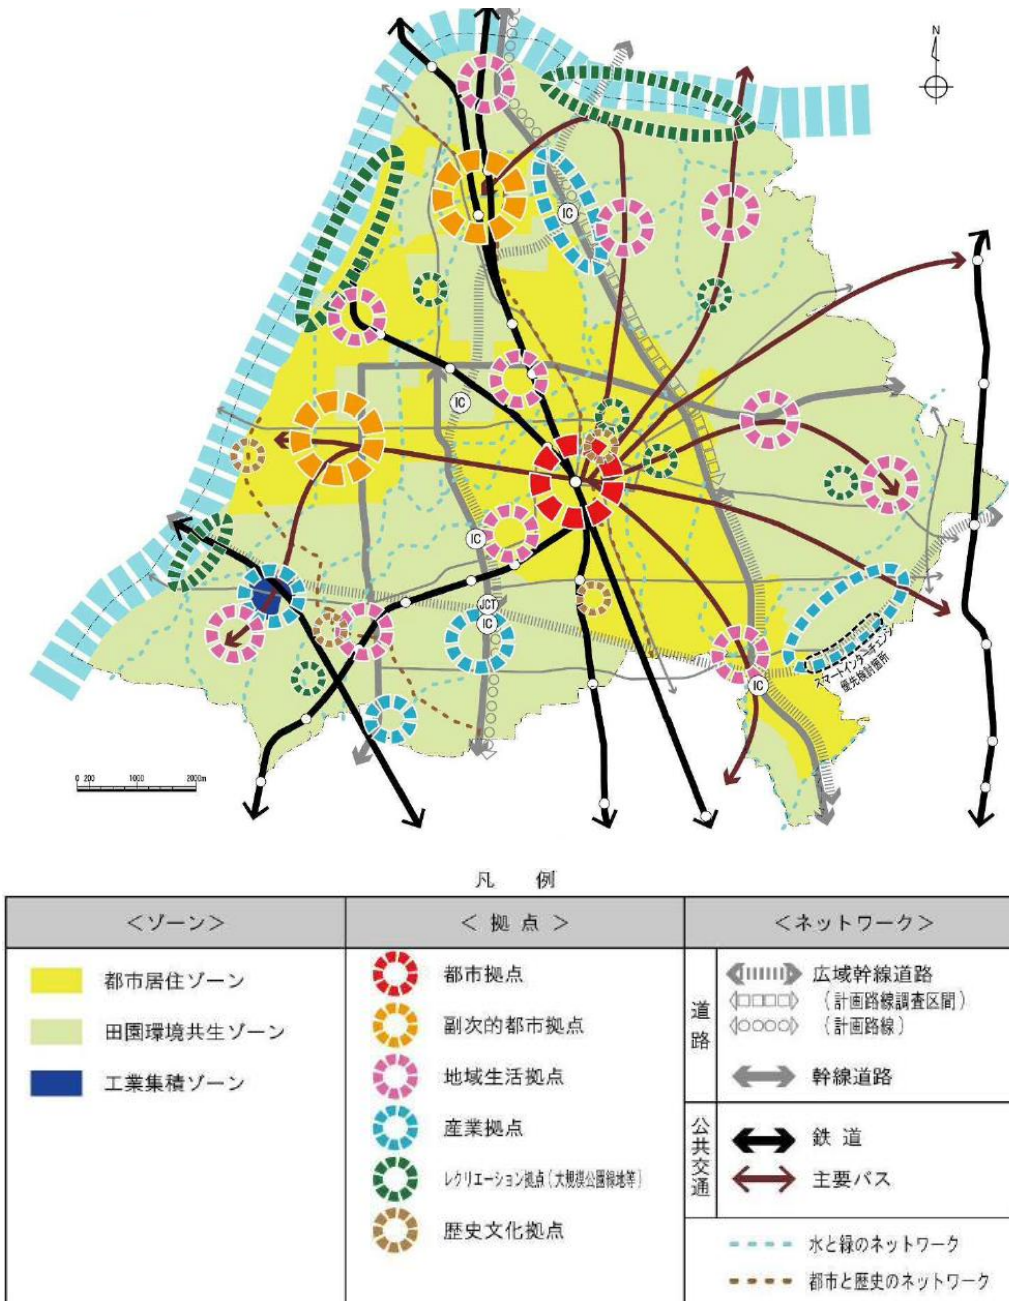 N
IC
IC
IC
JCT
IC
スマートインターチェンジ
優先検討箇所
IC
0 200 1000 2000m
凡 例
＜ゾーン＞
都市居住ゾーン
田園環境共生ゾーン
工業集積ゾーン
＜拠 点＞
都市拠点
副次的都市拠点
地域生活拠点
産業拠点
レクリエーション拠点(大規模公園緑地等)
歴史文化拠点
＜ネットワーク＞
道路
広域幹線道路
(計画路線調査区間)
(計画路線)
幹線道路
公共交通
鉄 道
主要バス
水と緑のネットワーク
都市と歴史のネットワーク